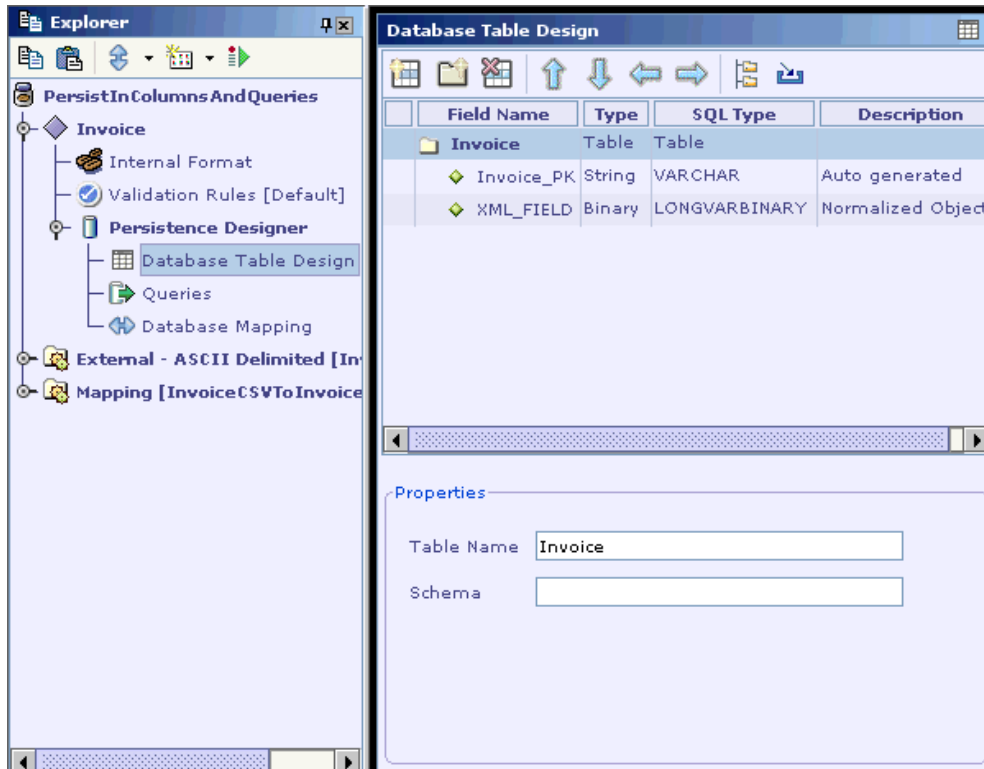 Explorer
PersistInColumnsAndQueries
Invoice
Internal Format
Validation Rules [Default]
Persistence Designer
Database Table Design
Queries
Database Mapping
External - ASCII Delimited [In
Mapping [InvoiceCSVToInvoice
Database Table Design
Field Name Type SQL Type Description
Invoice Table Table
Invoice_PK String VARCHAR Auto generated
XML_FIELD Binary LONGVARBINARY Normalized Object
Properties
Table Name Invoice
Schema